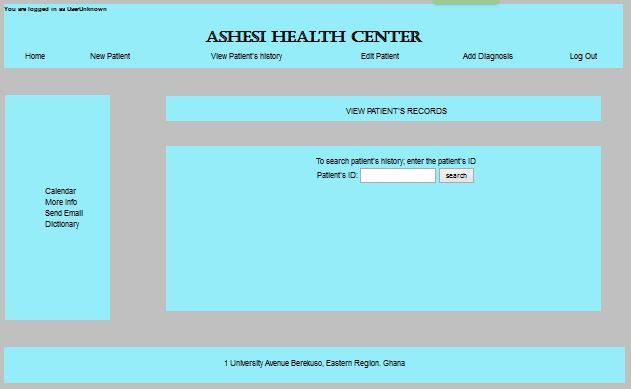 You are logged in as UserUnknown
ASHESI HEALTH CENTER
Home New Patient View Patient's history Edit Patient Add Diagnosis Log Out
VIEW PATIENT'S RECORDS
To search patient's history; enter the patient's ID
Patient's ID: search
Calendar
More info
Send Email
Dictionary
1 University Avenue Berekuso, Eastern Region. Ghana